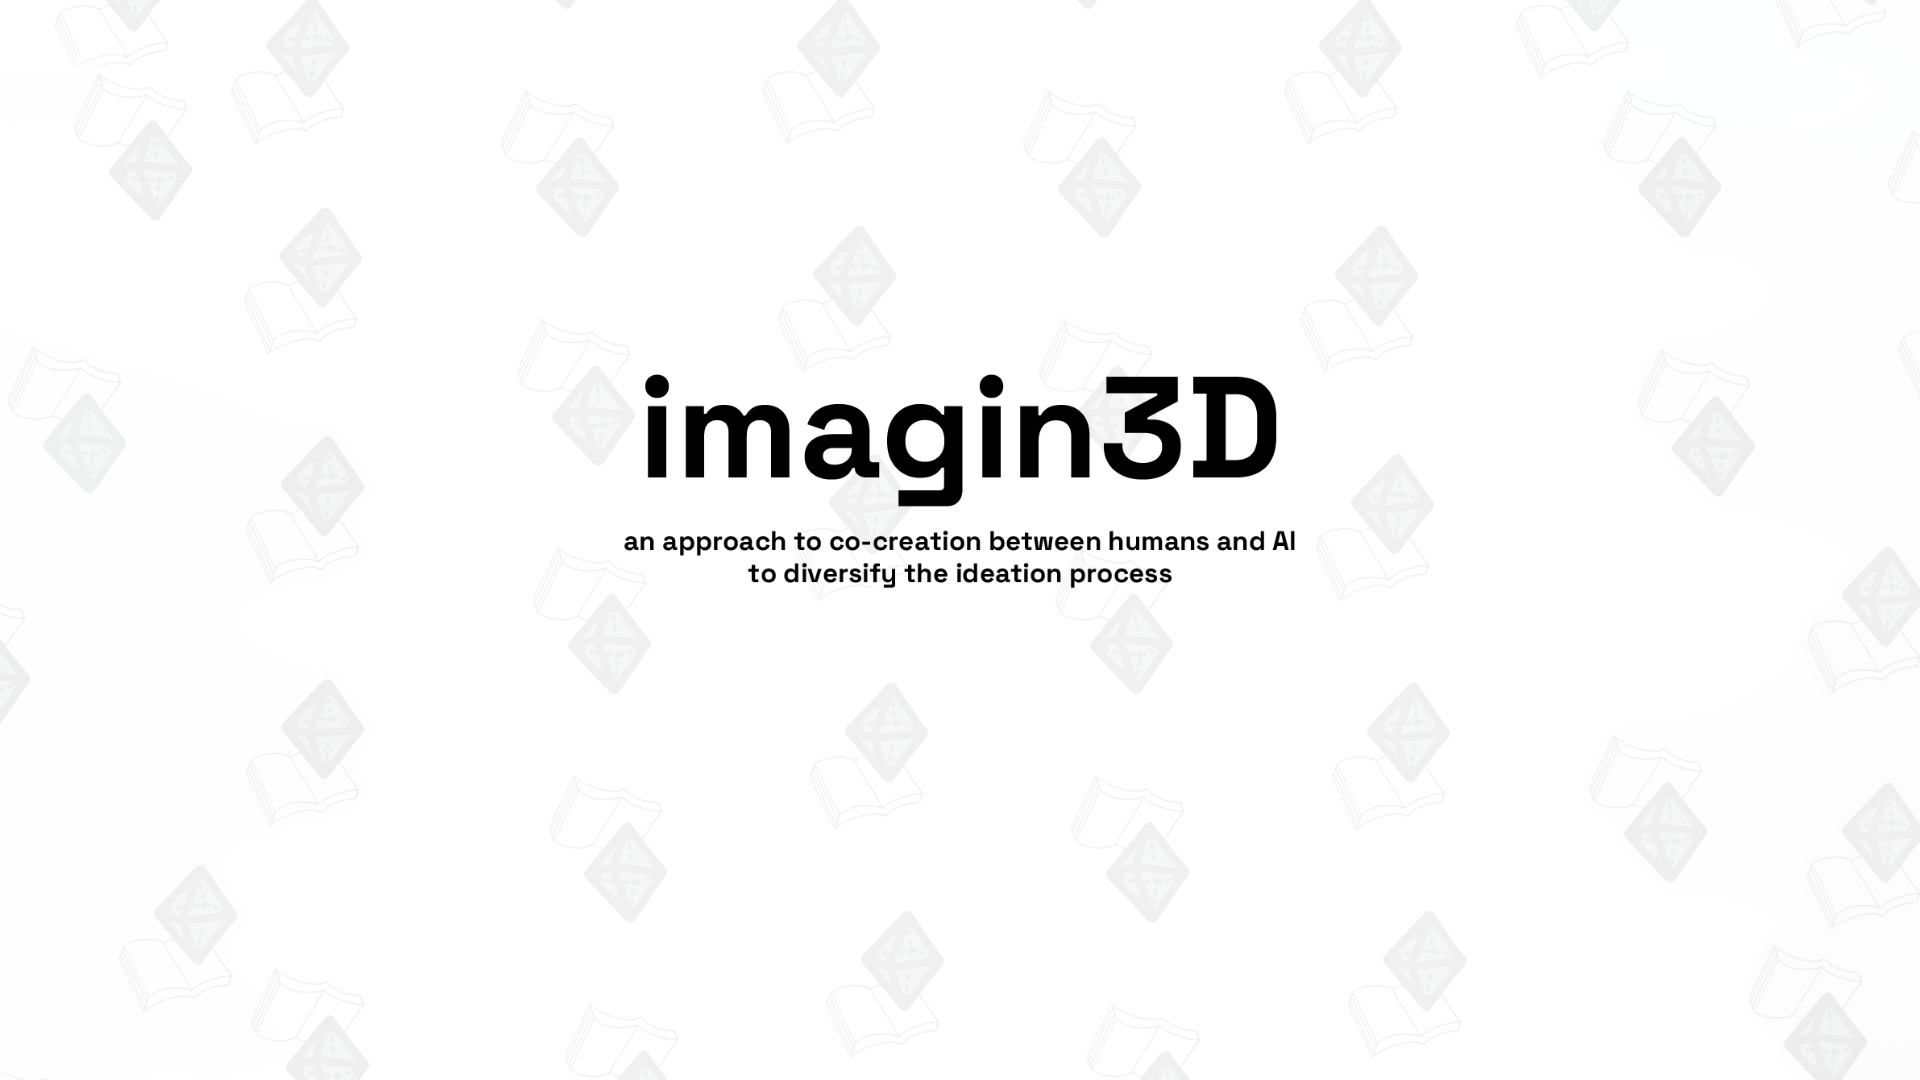 imagin3D
an approach to co-creation between humans and AI
to diversify the ideation process